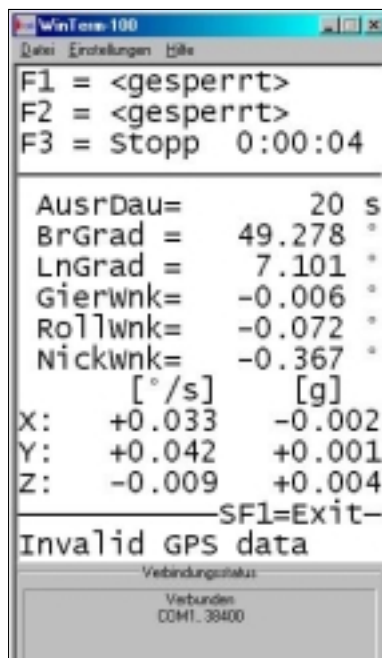 WinTerm-100
Datei Einstellungen Hilfe
F1 = <gesperrt>
F2 = <gesperrt>
F3 = Stopp 0:00:04
AusrDau= 20 s
BrGrad = 49.278 °
LnGrad = 7.101 °
GierWnk= -0.006 °
RollWnk= -0.072 °
NickWnk= -0.367 °
[°/s] [g]
X: +0.033 -0.002
Y: +0.042 +0.001
Z: -0.009 +0.004
SF1=Exit
Invalid GPS data
Verbindungsstatus
Verbunden
COM1, 38400